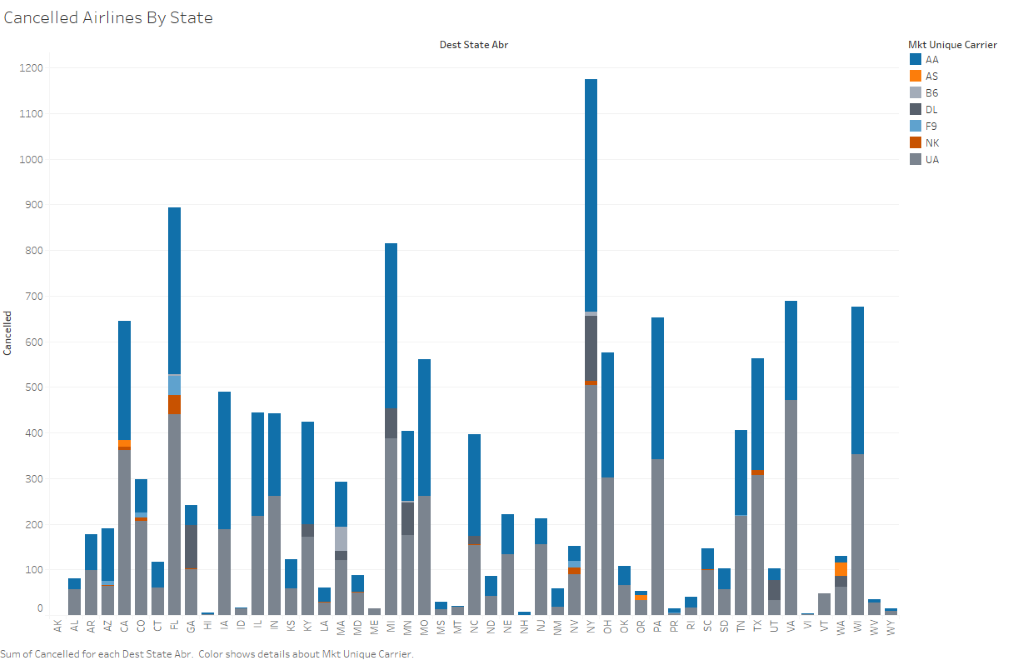 Cancelled Airlines By State
Dest State Abr
Mkt Unique Carrier
AA
AS
B6
DL
F9
NK
UA
1200
1100
1000
900
800
700
600
500
400
300
200
100
0
Cancelled
AK AL AR AZ CA CO CT FL GA HI IA ID IL IN KS KY LA MA MD ME MI MN MO MS MT NC ND NE NH NJ NM NV NY OH OK OR PA PR RI SC SD TN TX UT VA VI VT WA WI WV WY
Sum of Cancelled for each Dest State Abr. Color shows details about Mkt Unique Carrier.